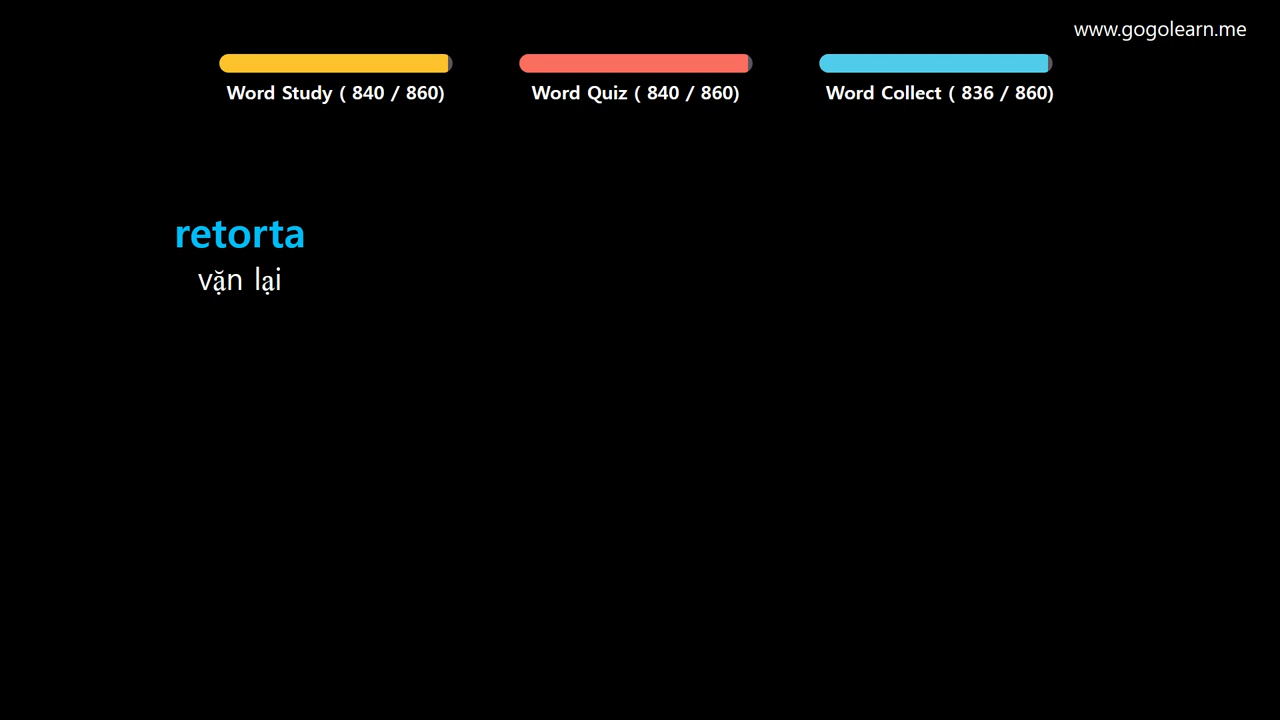 www.gogolearn.me
Word Study ( 840 / 860)
Word Quiz ( 840 / 860)
Word Collect ( 836 / 860)
retorta
vặn lại